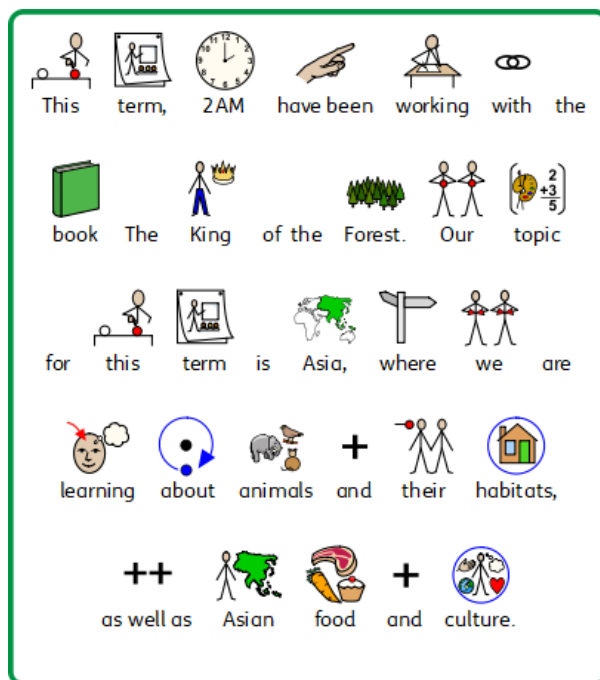 This term, 2AM have been working with the
book The King of the Forest. Our topic
for this term is Asia, where we are
learning about animals and their habitats,
as well as Asian food and culture.